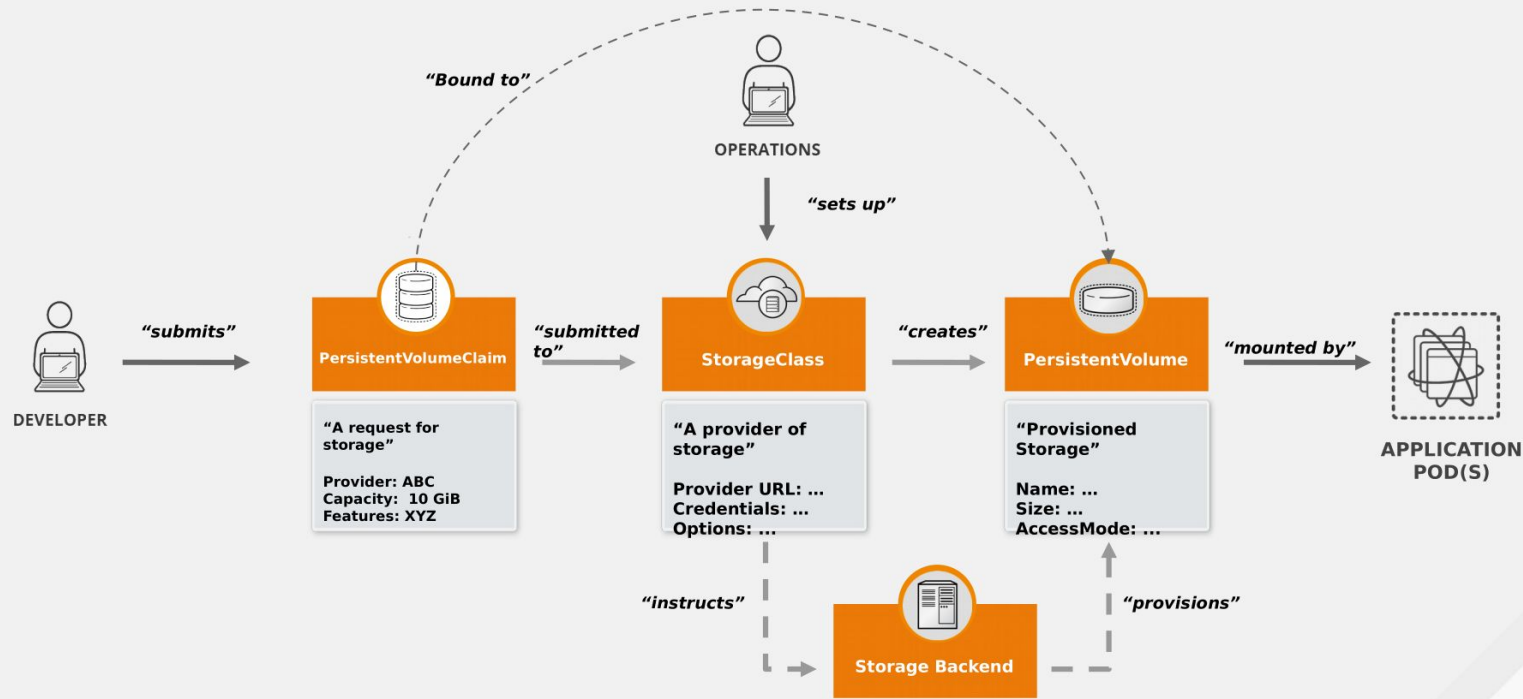 “Bound to”
OPERATIONS
“sets up”
“submits”
“submitted
to”
“creates”
“mounted by”
PersistentVolumeClaim
StorageClass
PersistentVolume
DEVELOPER
“A request for
storage”
Provider: ABC
Capacity:  10 GiB
Features: XYZ
“A provider of
storage”
Provider URL: …
Credentials: …
Options: …
“Provisioned
Storage”
Name: …
Size: …
AccessMode: …
APPLICATION
POD(S)
“instructs”
“provisions”
Storage Backend